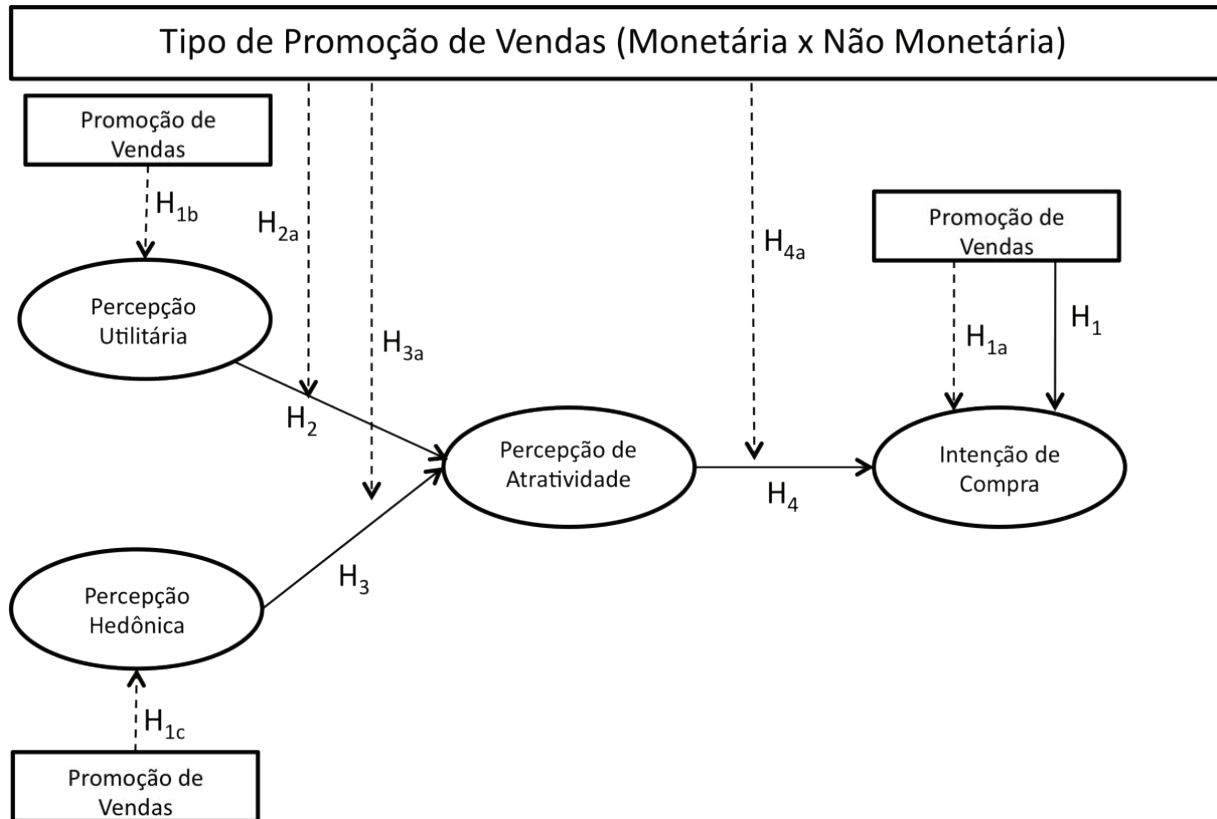 Tipo de Promoção de Vendas (Monetária x Não Monetária)
Promoção de
Vendas
H1b
H2a
H4a
Promoção de
Vendas
Percepção
Utilitária
H3a
H1a
H1
H2
Percepção de
Atratividade
Intenção de
Compra
H4
H3
Percepção
Hedônica
H1c
Promoção de
Vendas